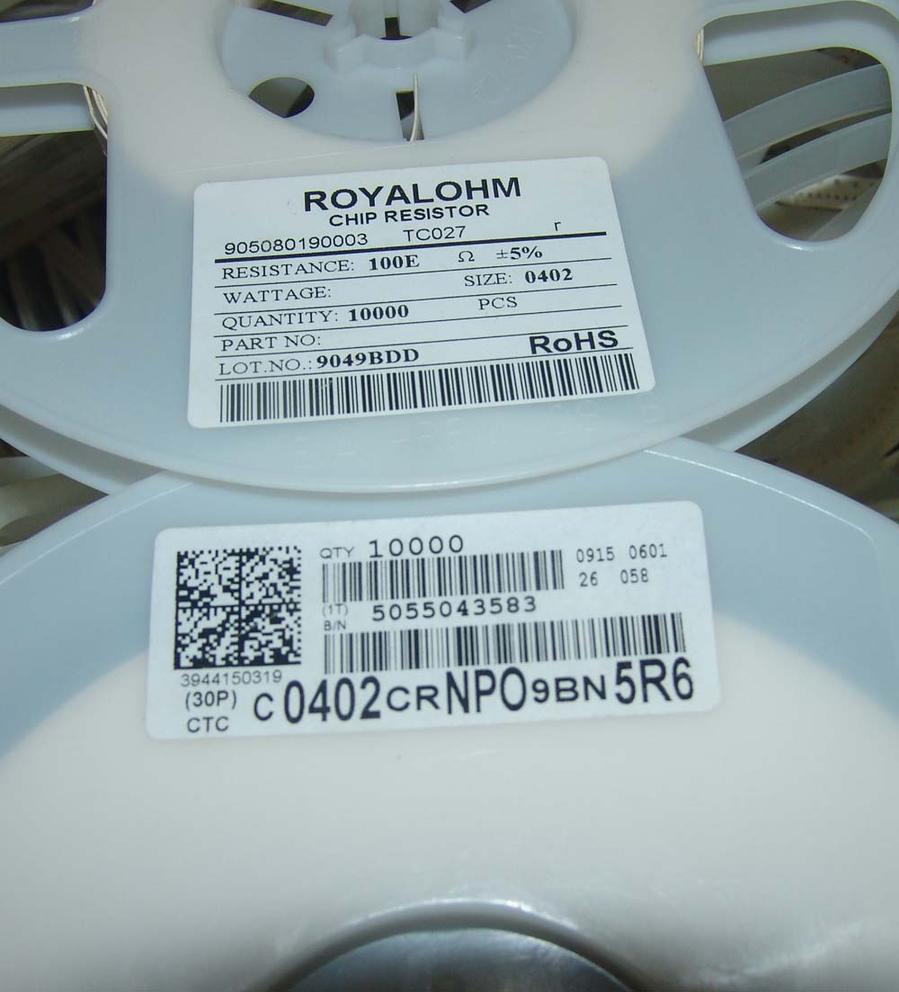 ROYALOHM
CHIP RESISTOR
905080190003 TC027 r
RESISTANCE: 100E Ω ±5%
WATTAGE: SIZE: 0402
QUANTITY: 10000 PCS
PART NO:
LOT.NO.: 9049BDD RoHS
QTY 10000 0915 0601
26 058
(1T) 5055043583
B/N
3944150319
(30P) C0402CRNPO9BN5R6
CTC